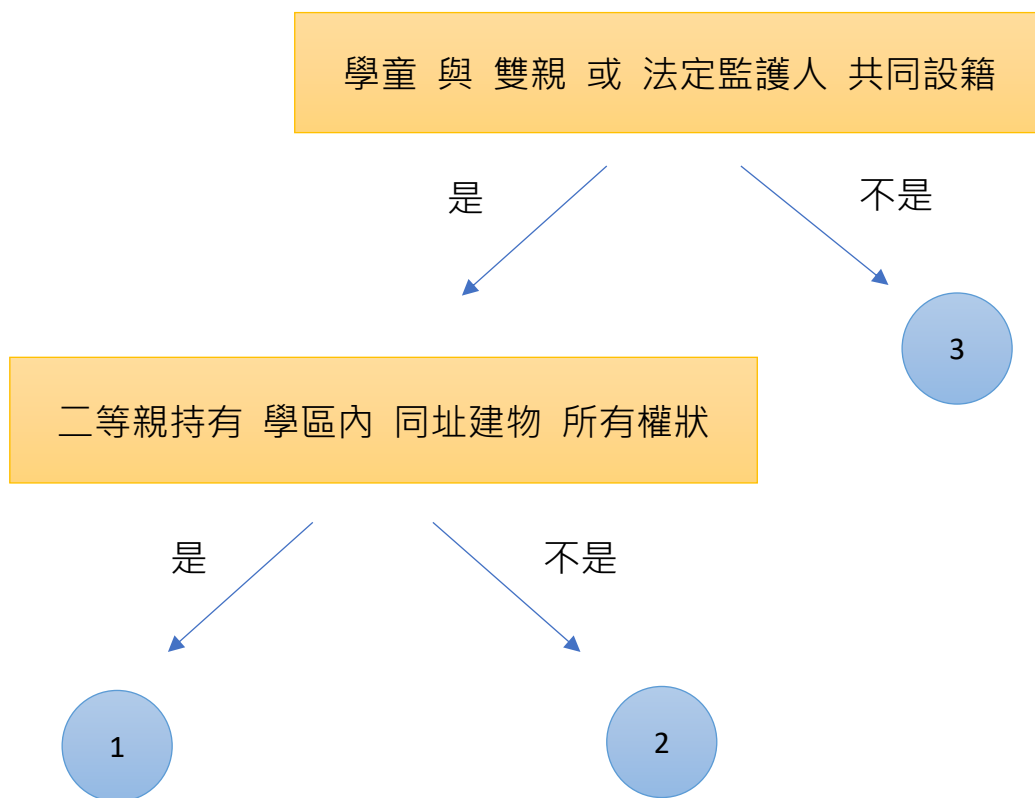 學童 與 雙親 或 法定監護人 共同設籍
是
不是
3
二等親持有 學區內 同址建物 所有權狀
是
不是
1
2